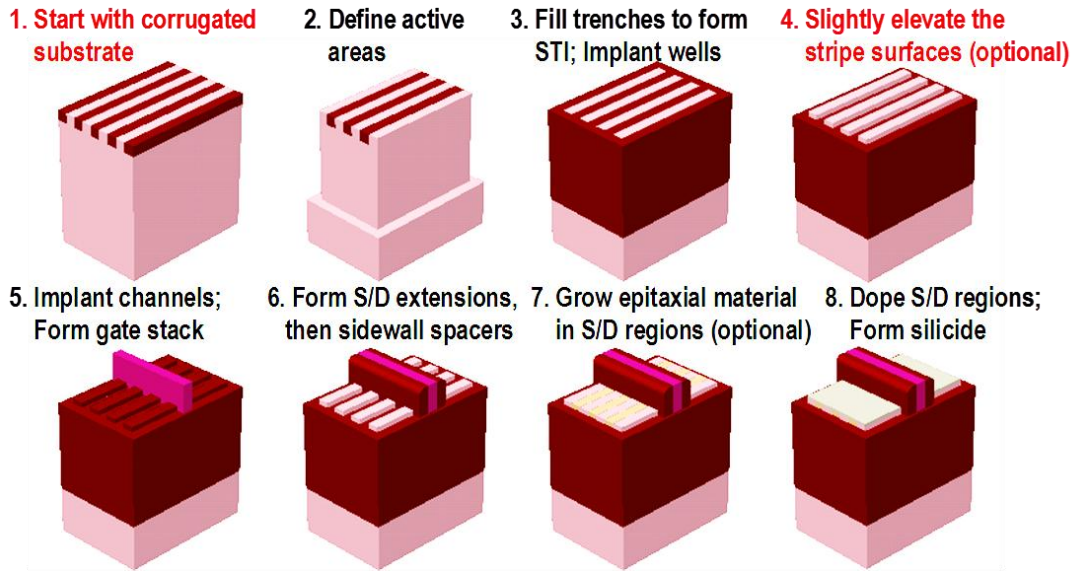 1. Start with corrugated
substrate
2. Define active
areas
3. Fill trenches to form
STI; Implant wells
4. Slightly elevate the
stripe surfaces (optional)
5. Implant channels;
Form gate stack
6. Form S/D extensions,
then sidewall spacers
7. Grow epitaxial material
in S/D regions (optional)
8. Dope S/D regions;
Form silicide